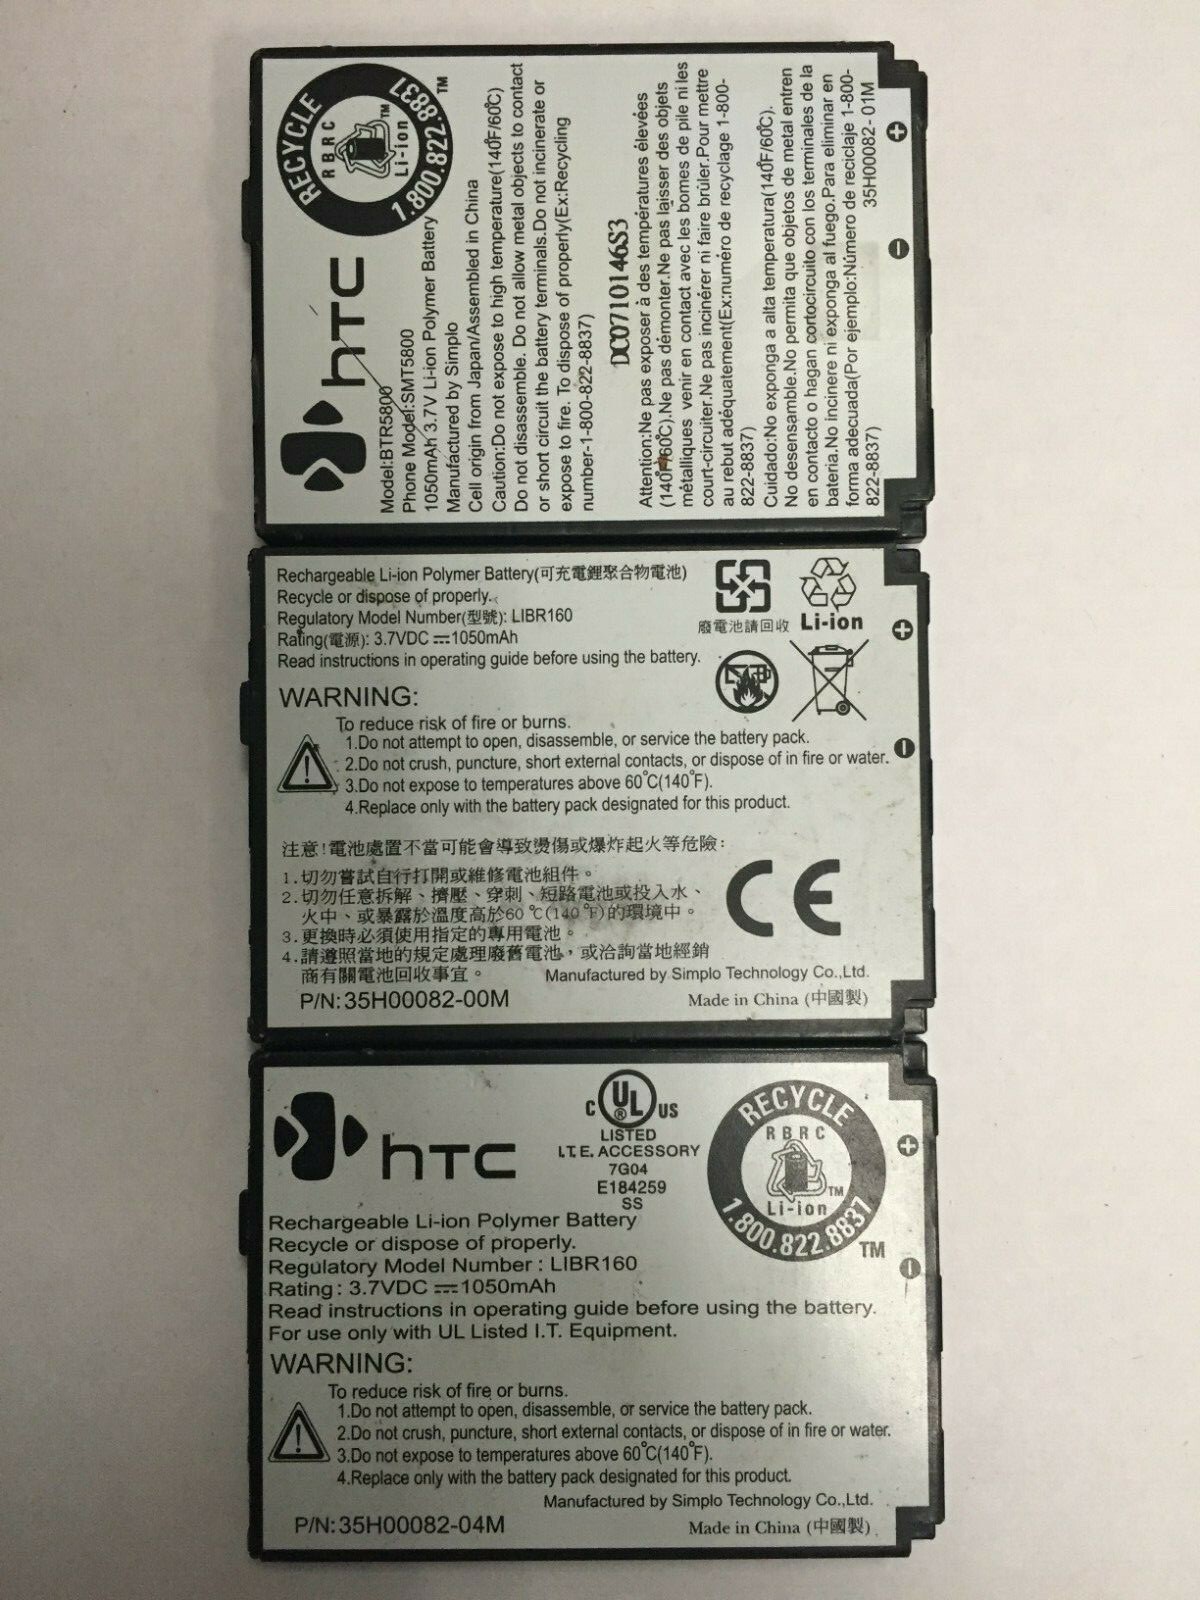 RECYCLE
RBRC
Li-ion
TM
1.800.822.8837
TM
hTC
Model:BTR5800
Phone Model:SMT5800
1050mAh 3.7V Li-ion Polymer Battery
Manufactured by Simplo
Cell origin from Japan/Assembled in China
Caution:Do not expose to high temperature(140°F/60°C)
Do not disassemble. Do not allow metal objects to contact
or short circuit the battery terminals.Do not incinerate or
expose to fire. To dispose of properly(Ex:Recycling
number-1-800-822-8837)
DC0710146S3
Attention:Ne pas exposer à des températures élevées
(140°F/60°C).Ne pas démonter.Ne pas laisser des objets
métalliques venir en contact avec les bornes de pile ni les
court-circuiter.Ne pas incinérer ni faire brûler.Pour mettre
au rebut adéquatement(Ex:numéro de recyclage 1-800-
822-8837)
Cuidado:No exponga a alta temperatura(140°F/60°C).
No desensamble.No permita que objetos de metal entren
en contacto o hagan cortocircuito con los terminales de la
bateria.No incinere ni exponga al fuego.Para eliminar en
forma adecuada(Por ejemplo:Número de reciclaje 1-800-
822-8837)
35H00082-01M
+
-
Rechargeable Li-ion Polymer Battery(可充電鋰聚合物電池)
Recycle or dispose of properly.
Regulatory Model Number(型號): LIBR160
Rating(電源): 3.7VDC ⎓ 1050mAh
Read instructions in operating guide before using the battery.
廢電池請回收
Li-ion
WARNING:
To reduce risk of fire or burns.
1.Do not attempt to open, disassemble, or service the battery pack.
2.Do not crush, puncture, short external contacts, or dispose of in fire or water.
3.Do not expose to temperatures above 60°C(140°F).
4.Replace only with the battery pack designated for this product.
+
-
注意!電池處置不當可能會導致燙傷或爆炸起火等危險:
1.切勿嘗試自行打開或維修電池組件。
2.切勿任意拆解、擠壓、穿刺、短路電池或投入水、
火中、或暴露於溫度高於60°C(140°F)的環境中。
3.更換時必須使用指定的專用電池。
4.請遵照當地的規定處理廢舊電池，或洽詢當地經銷
商有關電池回收事宜。
CE
Manufactured by Simplo Technology Co.,Ltd.
P/N:35H00082-00M
Made in China (中國製)
hTC
C UL ® US
LISTED
I.T.E. ACCESSORY
7G04
E184259
SS
RECYCLE
RBRC
Li-ion
TM
1.800.822.8837
TM
Rechargeable Li-ion Polymer Battery
Recycle or dispose of properly.
Regulatory Model Number : LIBR160
Rating : 3.7VDC ⎓ 1050mAh
Read instructions in operating guide before using the battery.
For use only with UL Listed I.T. Equipment.
WARNING:
To reduce risk of fire or burns.
1.Do not attempt to open, disassemble, or service the battery pack.
2.Do not crush, puncture, short external contacts, or dispose of in fire or water.
3.Do not expose to temperatures above 60°C(140°F).
4.Replace only with the battery pack designated for this product.
Manufactured by Simplo Technology Co.,Ltd.
P/N:35H00082-04M
Made in China (中國製)
+
-